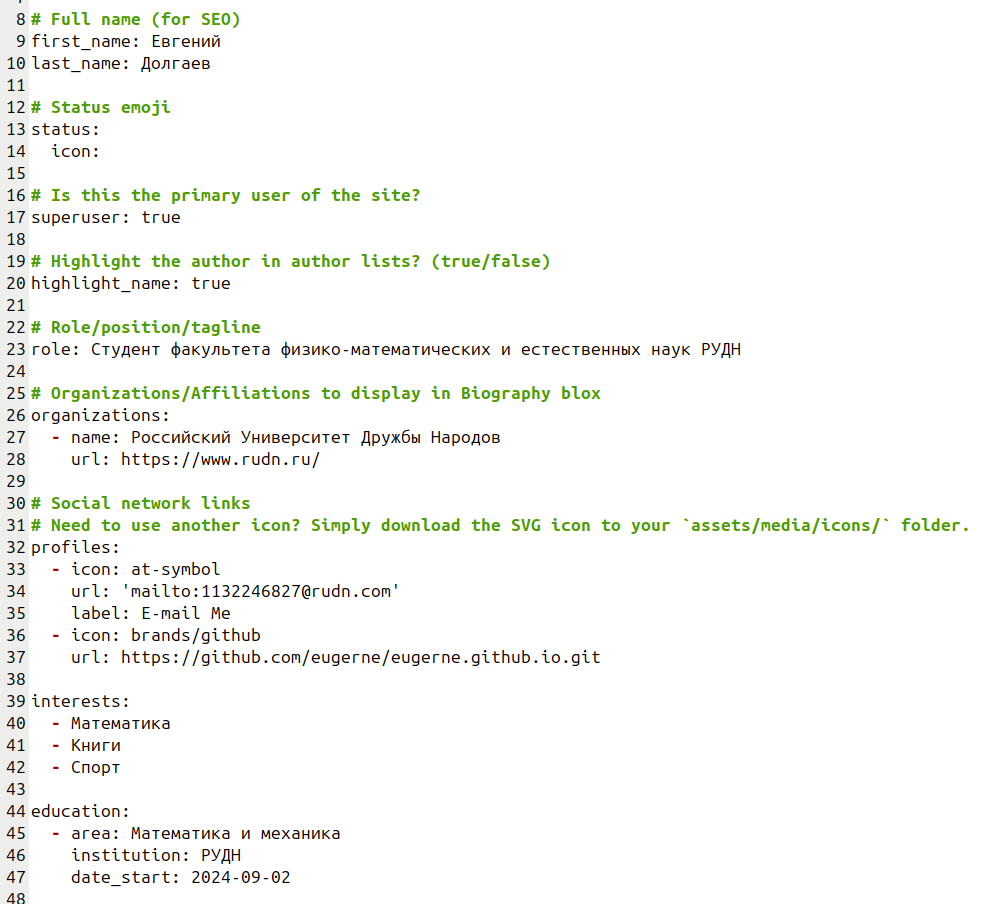 8 # Full name (for SEO)
9 first_name: Евгений
10 last_name: Долгаев
11
12 # Status emoji
13 status:
14   icon:
15
16 # Is this the primary user of the site?
17 superuser: true
18
19 # Highlight the author in author lists? (true/false)
20 highlight_name: true
21
22 # Role/position/tagline
23 role: Студент факультета физико-математических и естественных наук РУДН
24
25 # Organizations/Affiliations to display in Biography blox
26 organizations:
27   - name: Российский Университет Дружбы Народов
28     url: https://www.rudn.ru/
29
30 # Social network links
31 # Need to use another icon? Simply download the SVG icon to your `assets/media/icons/` folder.
32 profiles:
33   - icon: at-symbol
34     url: 'mailto:1132246827@rudn.com'
35     label: E-mail Me
36   - icon: brands/github
37     url: https://github.com/eugerne/eugerne.github.io.git
38
39 interests:
40   - Математика
41   - Книги
42   - Спорт
43
44 education:
45   - area: Математика и механика
46     institution: РУДН
47     date_start: 2024-09-02
48